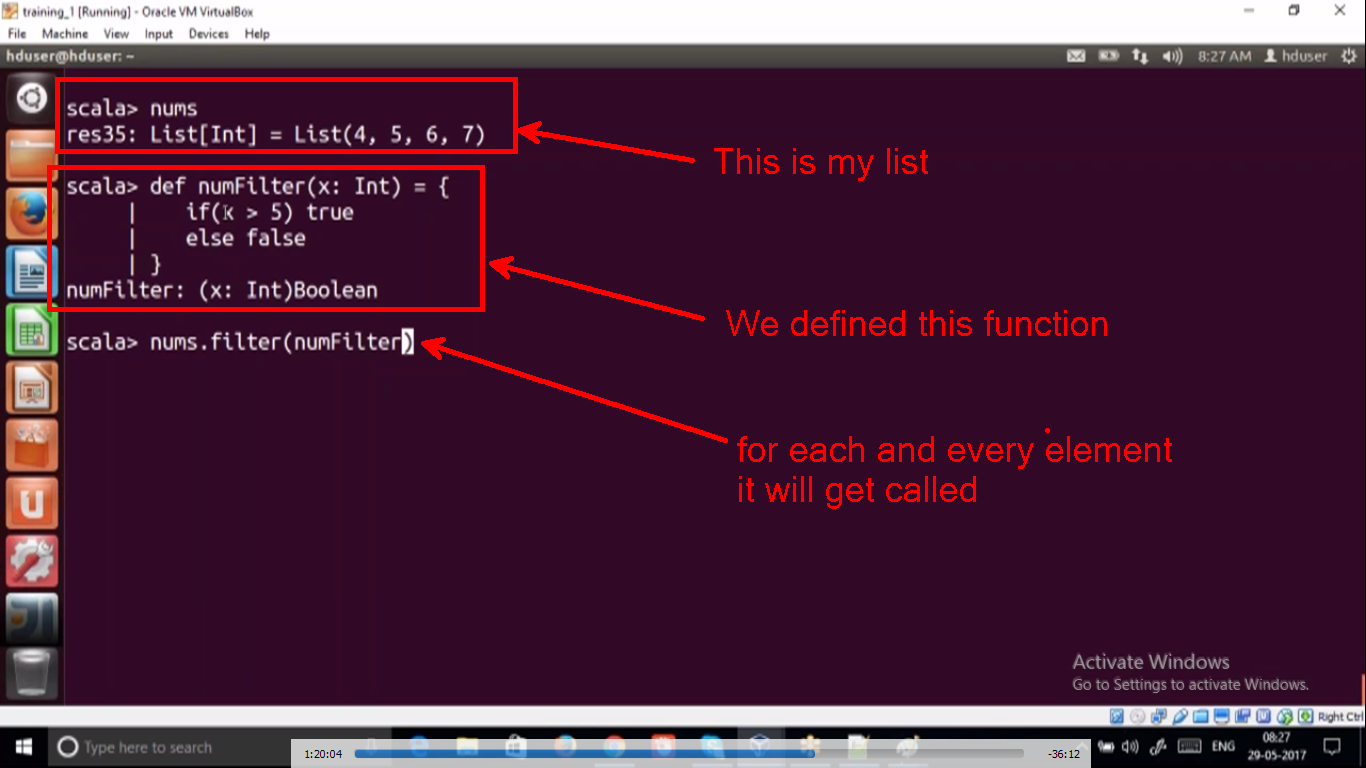 training_1 [Running] - Oracle VM VirtualBox
File Machine View Input Devices Help
hduser@hduser: ~ 8:27 AM hduser
scala> nums
res35: List[Int] = List(4, 5, 6, 7)
This is my list
scala> def numFilter(x: Int) = {
| if(x > 5) true
| else false
| }
numFilter: (x: Int)Boolean
We defined this function
scala> nums.filter(numFilter)
for each and every element
it will get called
Activate Windows
Go to Settings to activate Windows.
Right Ctrl
Type here to search
1:20:04 -36:12
ENG
08:27
29-05-2017